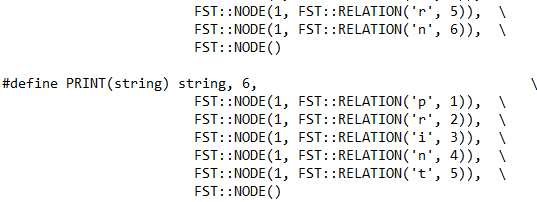 FST::NODE(1, FST::RELATION('r', 5)), \
FST::NODE(1, FST::RELATION('n', 6)), \
FST::NODE()
#define PRINT(string) string, 6, \
FST::NODE(1, FST::RELATION('p', 1)), \
FST::NODE(1, FST::RELATION('r', 2)), \
FST::NODE(1, FST::RELATION('i', 3)), \
FST::NODE(1, FST::RELATION('n', 4)), \
FST::NODE(1, FST::RELATION('t', 5)), \
FST::NODE()